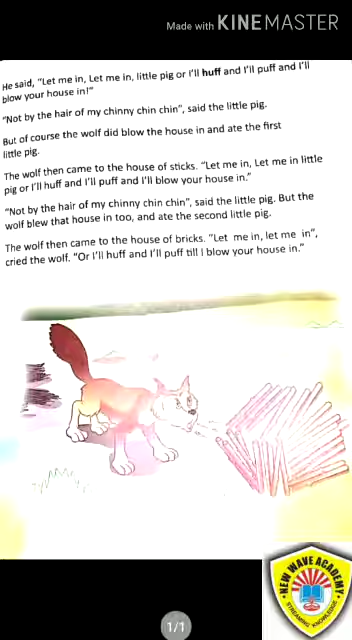 Made with KINEMASTER
He said, "Let me in, Let me in, little pig or I'll huff and I'll puff and I'll
blow your house in!"
"Not by the hair of my chinny chin chin", said the little pig.
But of course the wolf did blow the house in and ate the first
little pig.
The wolf then came to the house of sticks. "Let me in, Let me in little
pig or I'll huff and I'll puff and I'll blow your house in."
"Not by the hair of my chinny chin chin", said the little pig. But the
wolf blew that house in too, and ate the second little pig.
The wolf then came to the house of bricks. "Let me in, let me in",
cried the wolf. "Or I'll huff and I'll puff till I blow your house in."
NEW WAVE ACADEMY
STREAMING KNOWLEDGE
1/1